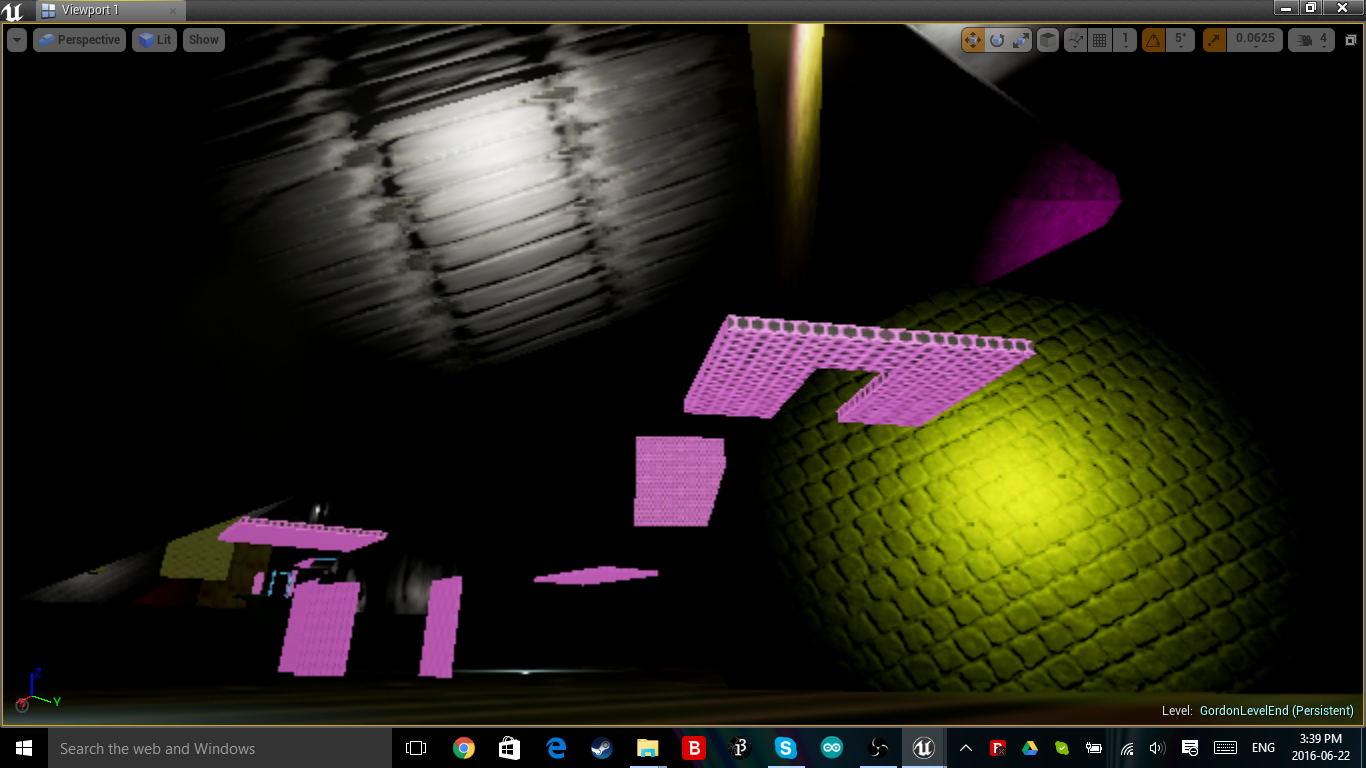 Viewport 1
Perspective
Lit
Show
1
5°
0.0625
4
Z
Y
Level: GordonLevelEnd (Persistent)
Search the web and Windows
ENG
3:39 PM
2016-06-22